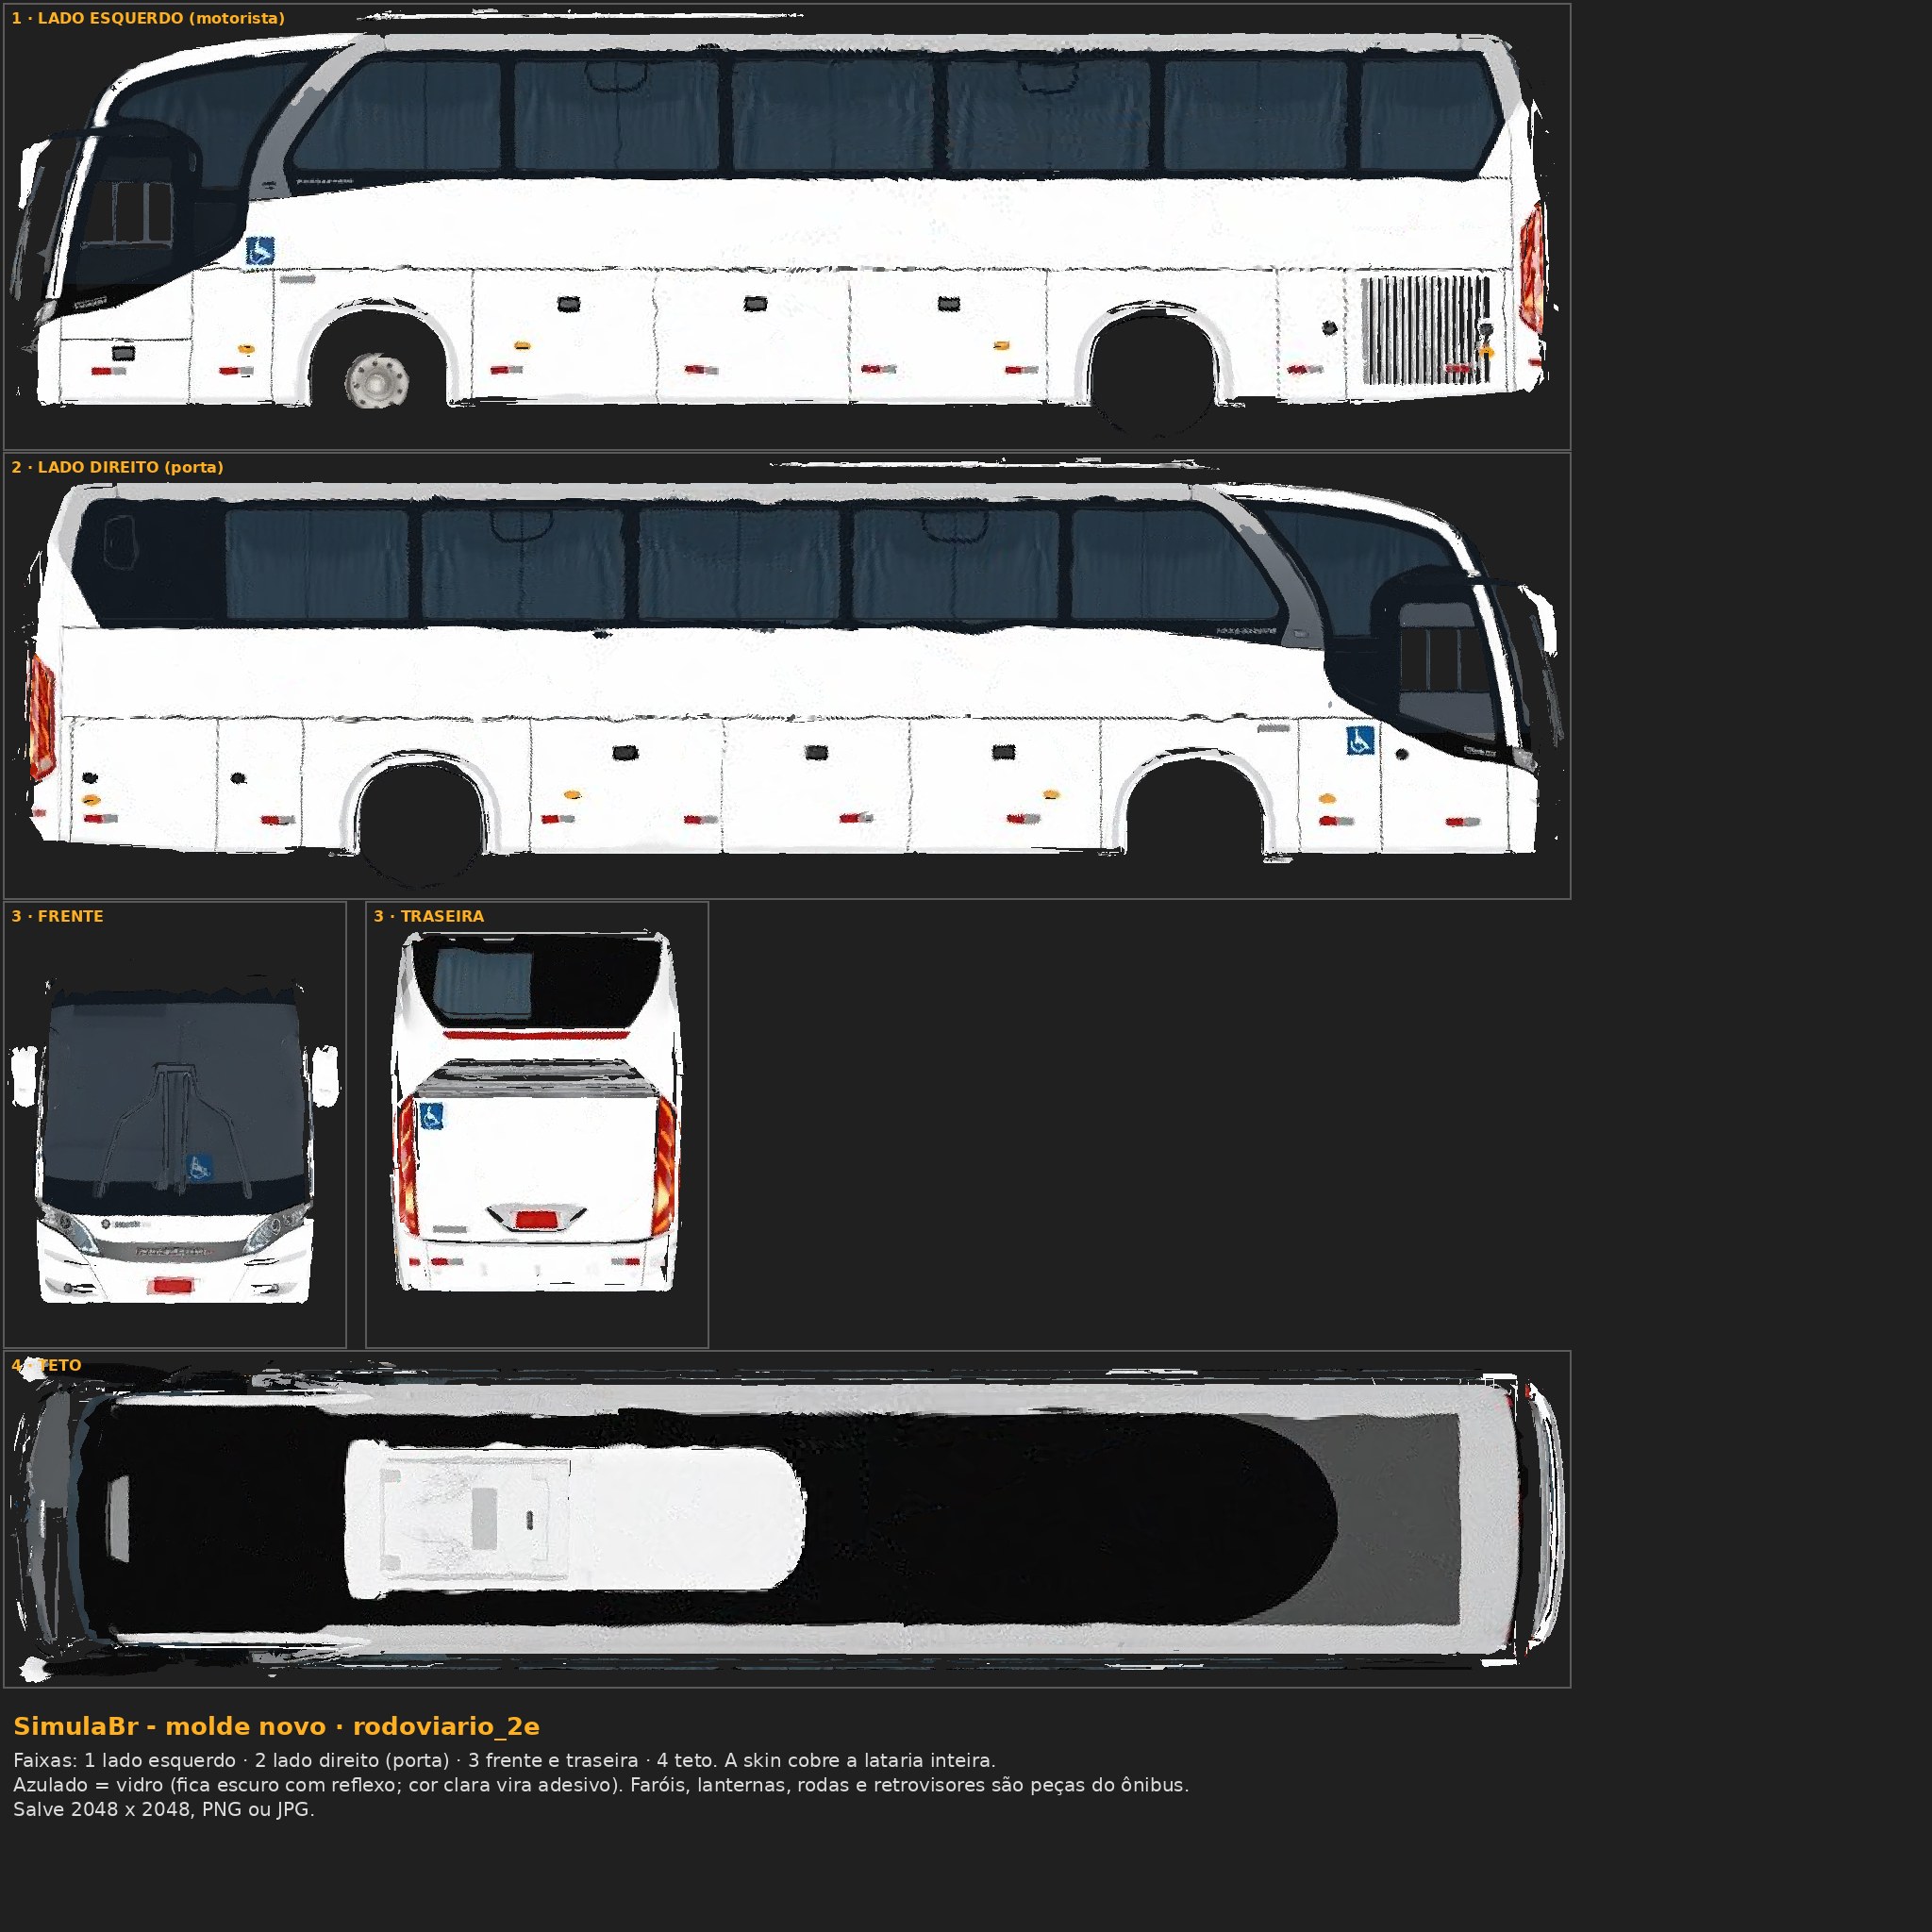 1 · LADO ESQUERDO (motorista)
2 · LADO DIREITO (porta)
3 · FRENTE
3 · TRASEIRA
4 · TETO
SimulaBr - molde novo · rodoviario_2e
Faixas: 1 lado esquerdo · 2 lado direito (porta) · 3 frente e traseira · 4 teto. A skin cobre a lataria inteira.
Azulado = vidro (fica escuro com reflexo; cor clara vira adesivo). Faróis, lanternas, rodas e retrovisores são peças do ônibus.
Salve 2048 x 2048, PNG ou JPG.